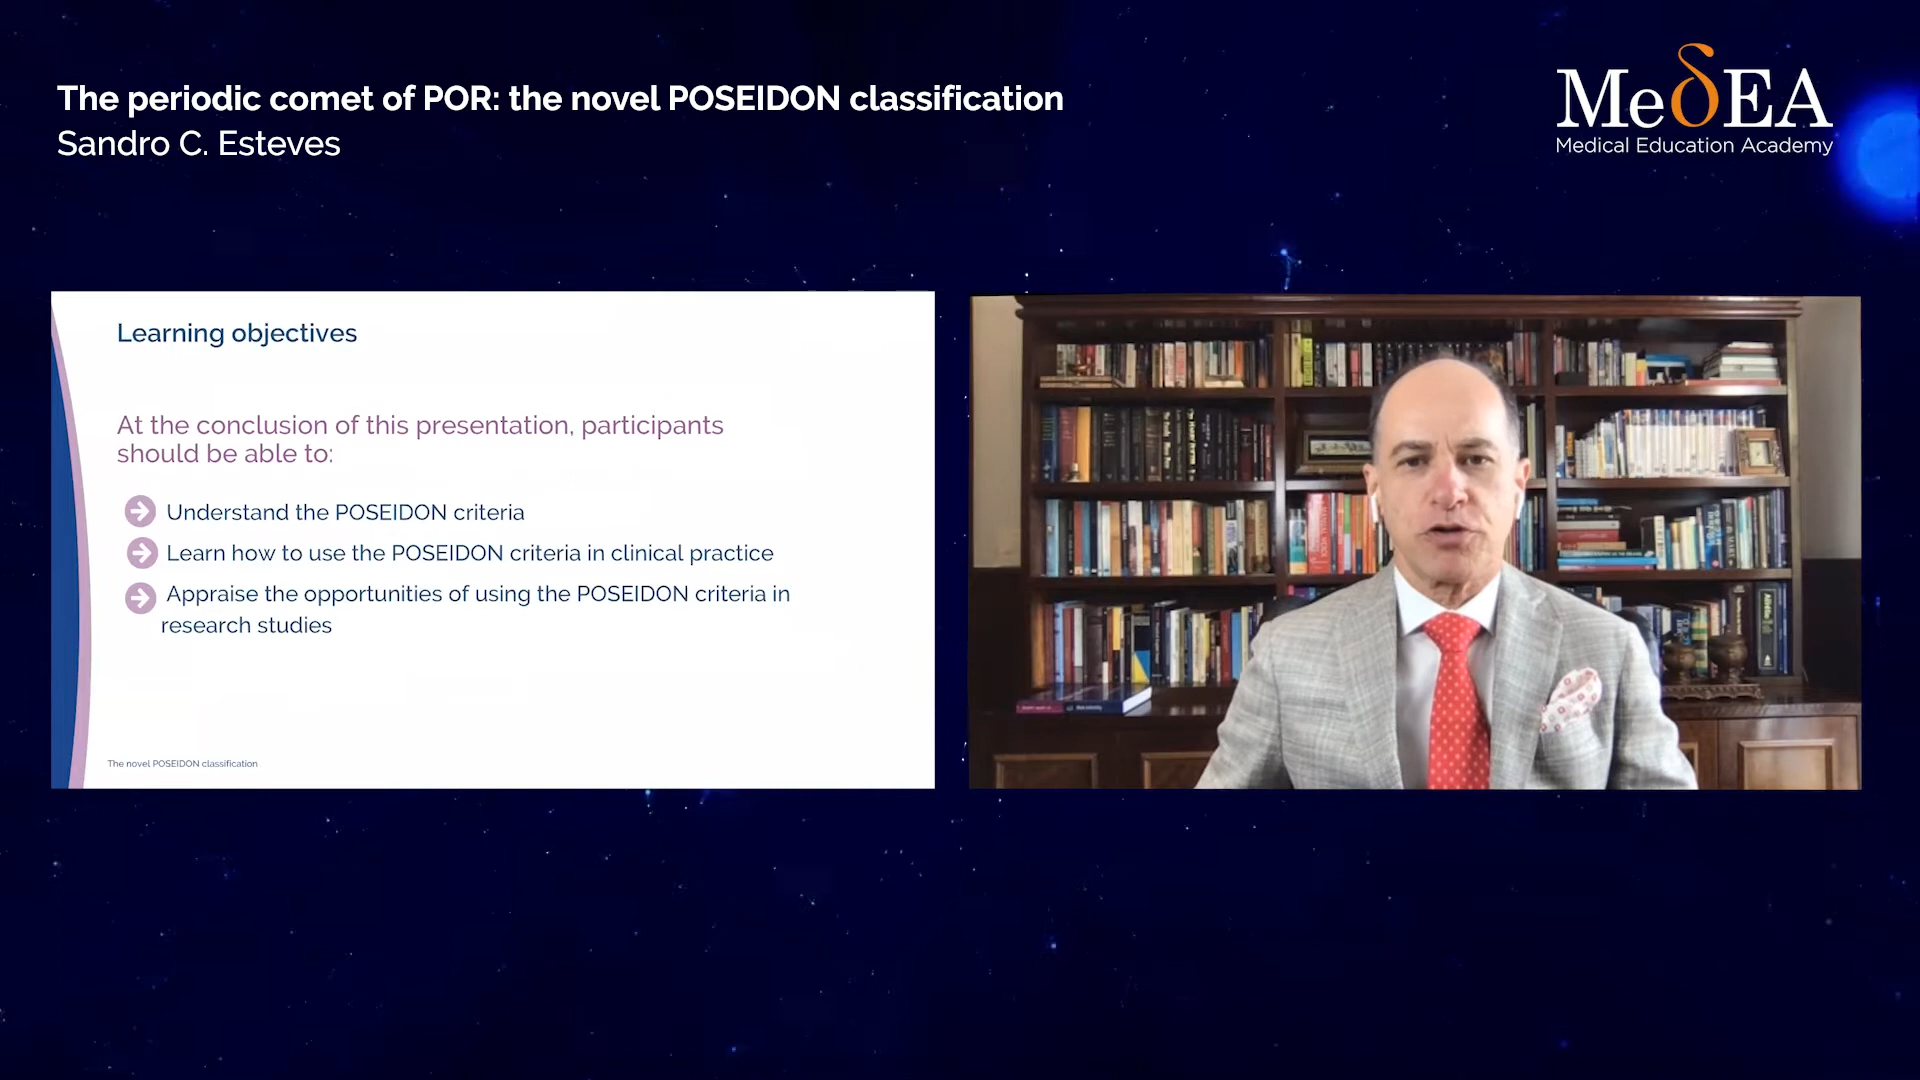 The periodic comet of POR: the novel POSEIDON classification
Sandro C. Esteves
MeδEA
Medical Education Academy
Learning objectives
At the conclusion of this presentation, participants
should be able to:
Understand the POSEIDON criteria
Learn how to use the POSEIDON criteria in clinical practice
Appraise the opportunities of using the POSEIDON criteria in
research studies
The novel POSEIDON classification